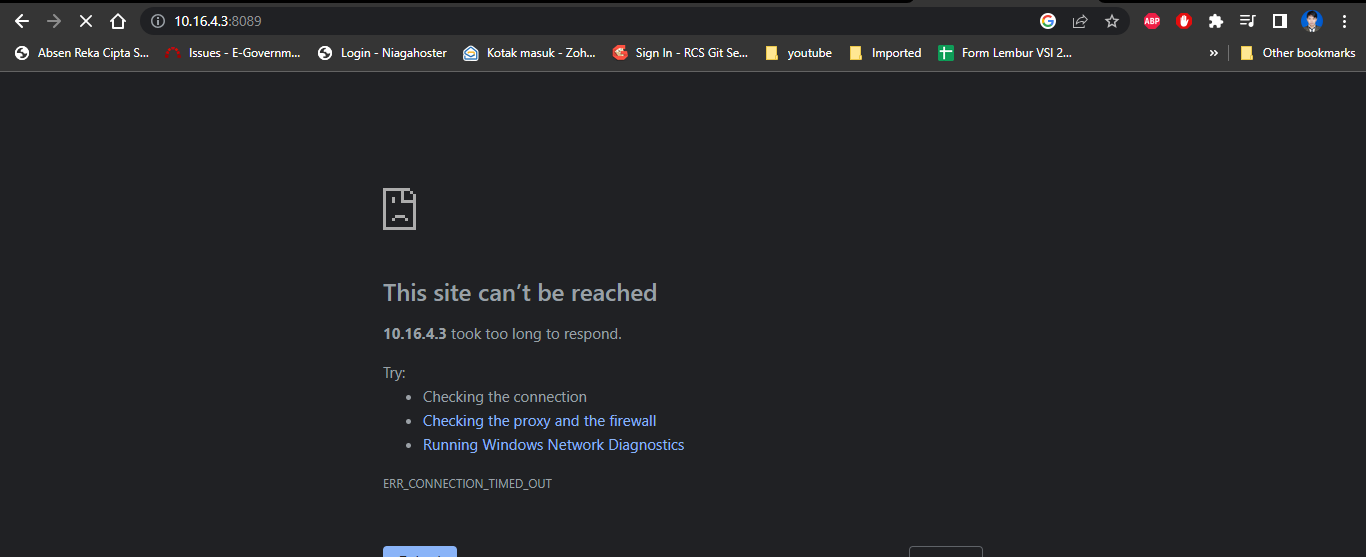 10.16.4.3:8089
ABP
Absen Reka Cipta S... Issues - E-Governm... Login - Niagahoster Kotak masuk - Zoh... Sign In - RCS Git Se... youtube Imported Form Lembur VSI 2... » Other bookmarks
This site can’t be reached
10.16.4.3 took too long to respond.
Try:
• Checking the connection
• Checking the proxy and the firewall
• Running Windows Network Diagnostics
ERR_CONNECTION_TIMED_OUT